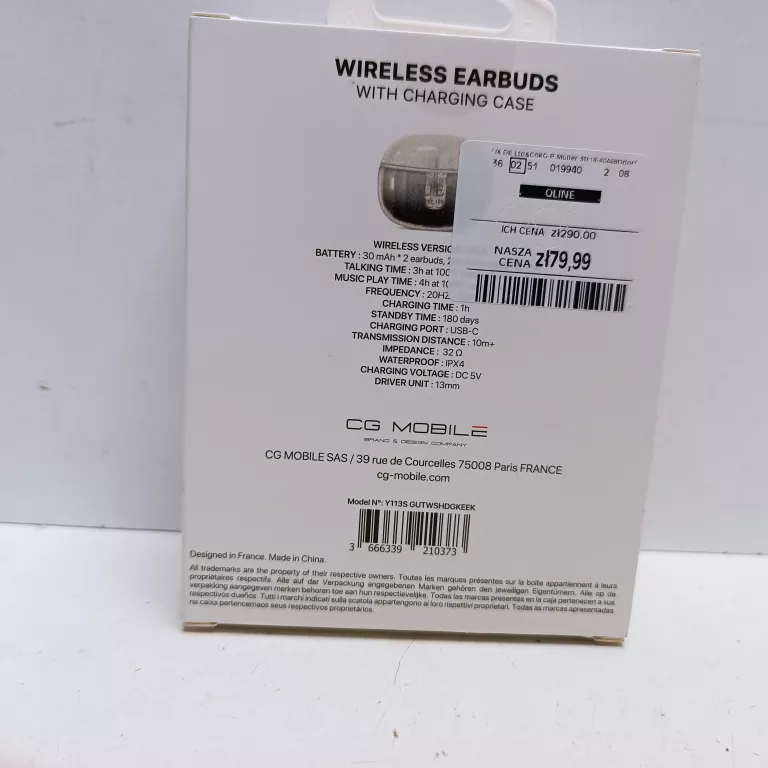 WIRELESS EARBUDS
WITH CHARGING CASE
36 02 51 019940 2 08
OLINE
ICH CENA zł290,00
NASZA
CENA zł79,99
WIRELESS
BATTERY : 30 mAh * 2 earbuds,
TALKING TIME : 3h at
MUSIC PLAY TIME : 4h at
FREQUENCY :
CHARGING TIME : 1h
STANDBY TIME : 180 days
CHARGING PORT : USB-C
TRANSMISSION DISTANCE : 10m+
IMPEDANCE : 32 Ω
WATERPROOF : IPX4
CHARGING VOLTAGE : DC 5V
DRIVER UNIT : 13mm
CG MOBILE
BRAND & DESIGN COMPANY
CG MOBILE SAS / 39 rue de Courcelles 75008 Paris FRANCE
cg-mobile.com
Model N°: Y113S GUTWSHDGKEEK
3 666339 210373
Designed in France. Made in China.
All trademarks are the property of their respective owners. Toutes les marques présentes sur la boîte appartiennent à leurs
propriétaires respectifs. Alle auf der Verpackung angegebenen Marken gehören den jeweiligen Eigentümern. Alle op de
verpakking aangegeven merken behoren toe aan hun respectievelijke. Todas las marcas presentes en la caja pertenecen a sus
respectivos dueños. Tutti i marchi indicati sulla scatola appartengono ai loro rispettivi proprietari. Todas as marcas apresentadas
na caixa pertencemaos seus respectivos proprietários.